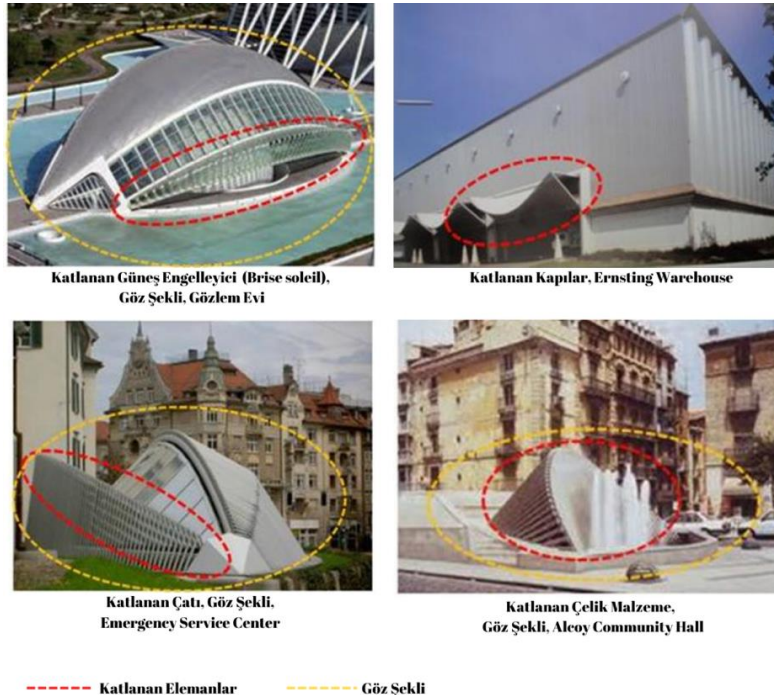 Katlanan Güneş Engelleyici (Brise soleil),
Göz Şekli, Gözlem Evi
Katlanan Kapılar, Ernsting Warehouse
Katlanan Çatı, Göz Şekli,
Emergency Service Center
Katlanan Çelik Malzeme,
Göz Şekli, Alcoy Community Hall
Katlanan Elemanlar
Göz Şekli